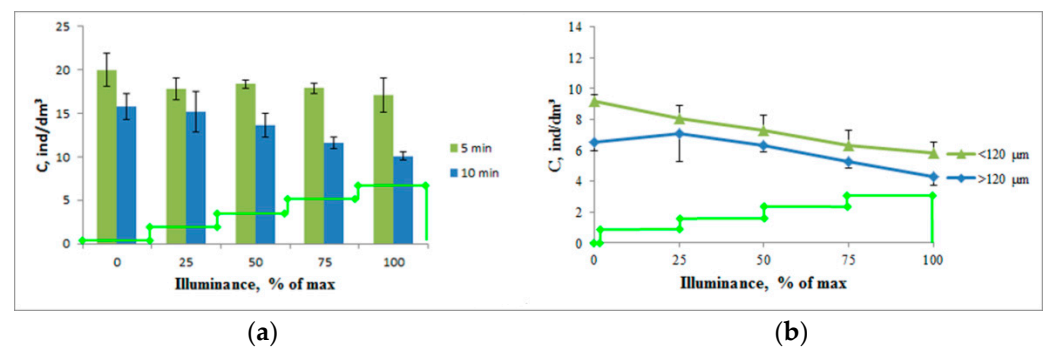 25
20
15
10
5
0
C, ind/dm³
0 25 50 75 100
Illuminance, % of max
5 min
10 min
(a)
14
12
10
8
6
4
2
0
C, ind/dm³
0 25 50 75 100
Illuminance, % of max
<120 μm
>120 μm
(b)